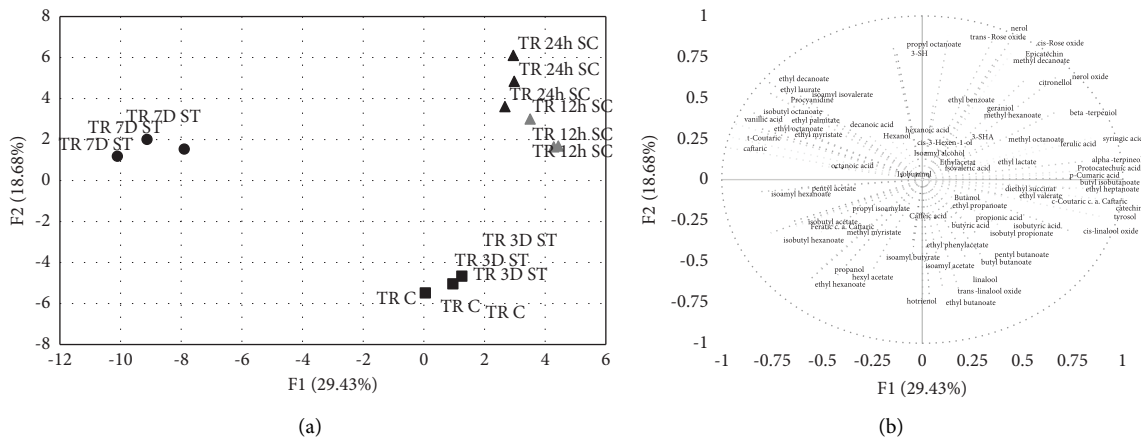 8
6
4
2
0
-2
-4
-6
-8
F2 (18.68%)
TR 24h SC
TR 24h SC
TR 24h SC
TR 12h SC
TR 12h SC
TR 12h SC
TR 7D ST
TR 7D ST
TR 7D ST
TR 3D ST
TR 3D ST
TR 3D ST
TR C
TR C
TR C
-12 -10 -8 -6 -4 -2 0 2 4 6
F1 (29.43%)
(a)
1
0.75
0.5
0.25
0
-0.25
-0.5
-0.75
-1
F2 (18.68%)
nerol
trans -Rose oxide
cis-Rose oxide
propyl octanoate
3-SH
Epicatechin
methyl decanoate
nerol oxide
citronellol
ethyl decanoate
ethyl laurate
isoamyl isovalerate
Procyanidine
ethyl benzoate
geraniol
methyl hexanoate
beta -terpeniol
isobutyl octanoate
vanillic acid
ethyl palmitate
decanoic acid
ethyl octanoate
hexanoic acid
ethyl myristate
Hexanol
3-SHA
t-Coutaric
cis-3-Hexen-1-ol
methyl octanoate
syringic acid
ferulic acid
caftaric
Isoamyl alcohol
Ethylacetat
ethyl lactate
alpha -terpineo
octanoic acid
Isovaleric acid
Protocatechuic acid
Isobutanol
p-Cumaric acid
butyl isobutanoate
pentyl acetate
diethyl succinat
ethyl heptanoate
isoamyl hexanoate
Butanol
ethyl valerate
ethyl propanoate
c-Coutaric c. a. Caftaric
catechin
propyl isoamylate
Caffeic acid
propionic acid
tyrosol
isobutyl acetate
Feratic c. a. Caftaric
butyric acid
isobutyric acid
methyl myristate
isobutyl propionate
cis-linalool oxide
isobutyl hexanoate
ethyl phenylacetate
isoamyl butyrate
pentyl butanoate
butyl butanoate
propanol
isoamyl acetate
hexyl acetate
linalool
ethyl hexanoate
trans -linalool oxide
hotrienol
ethyl butanoate
-1 -0.75 -0.5 -0.25 0 0.25 0.5 0.75 1
F1 (29.43%)
(b)